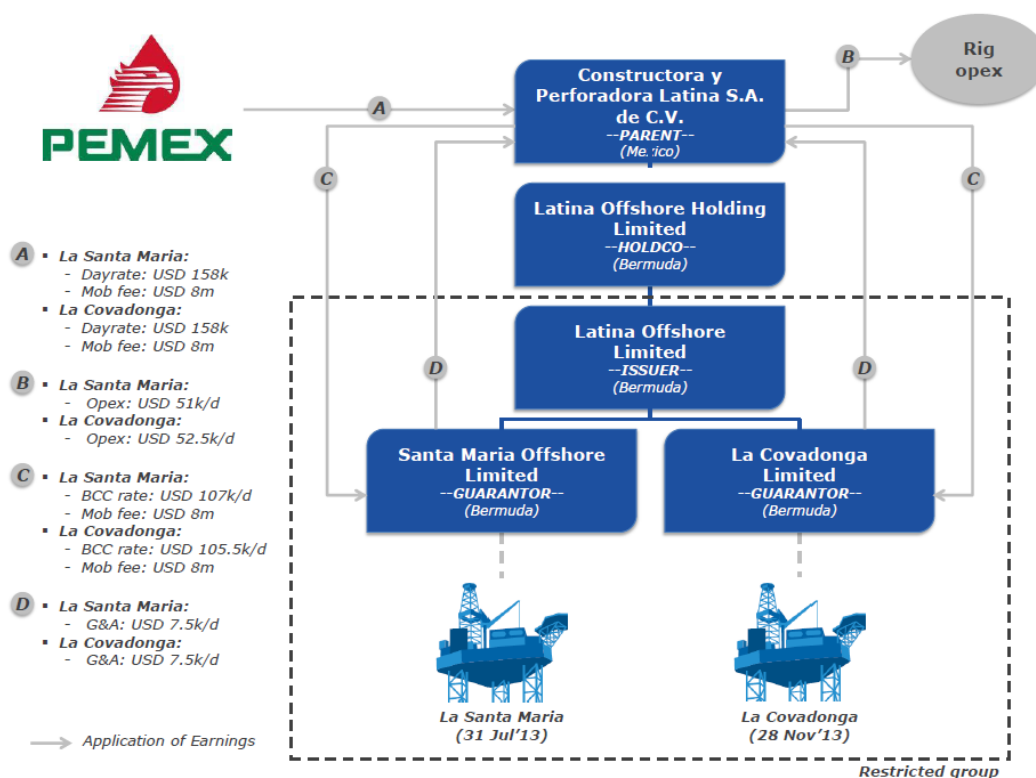 PEMEX
A
B
Rig
opex
Constructora y
Perforadora Latina S.A.
de C.V.
--PARENT--
(Mexico)
C
C
Latina Offshore Holding
Limited
--HOLDCO--
(Bermuda)
Latina Offshore
Limited
--ISSUER--
(Bermuda)
D
D
Santa Maria Offshore
Limited
--GUARANTOR--
(Bermuda)
La Covadonga
Limited
--GUARANTOR--
(Bermuda)
La Santa Maria
(31 Jul'13)
La Covadonga
(28 Nov'13)
Restricted group
A ▪ La Santa Maria:
- Dayrate: USD 158k
- Mob fee: USD 8m
▪ La Covadonga:
- Dayrate: USD 158k
- Mob fee: USD 8m
B ▪ La Santa Maria:
- Opex: USD 51k/d
▪ La Covadonga:
- Opex: USD 52.5k/d
C ▪ La Santa Maria:
- BCC rate: USD 107k/d
- Mob fee: USD 8m
▪ La Covadonga:
- BCC rate: USD 105.5k/d
- Mob fee: USD 8m
D ▪ La Santa Maria:
- G&A: USD 7.5k/d
▪ La Covadonga:
- G&A: USD 7.5k/d
Application of Earnings